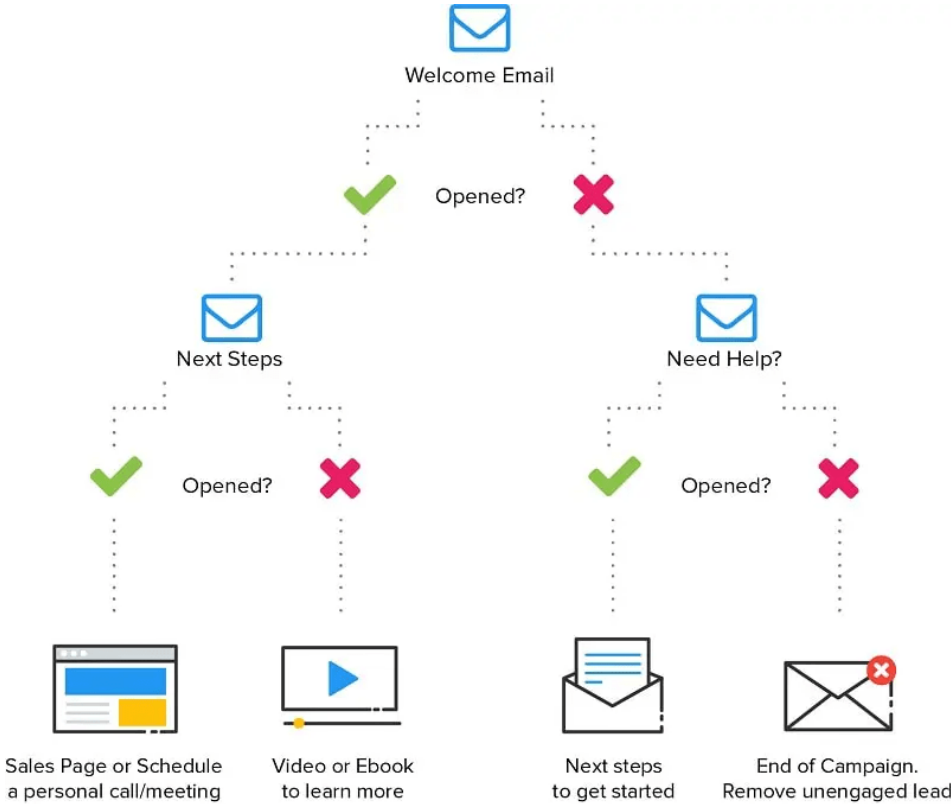 Welcome Email
Opened?
Next Steps
Need Help?
Opened?
Opened?
Sales Page or Schedule
a personal call/meeting
Video or Ebook
to learn more
Next steps
to get started
End of Campaign.
Remove unengaged lead